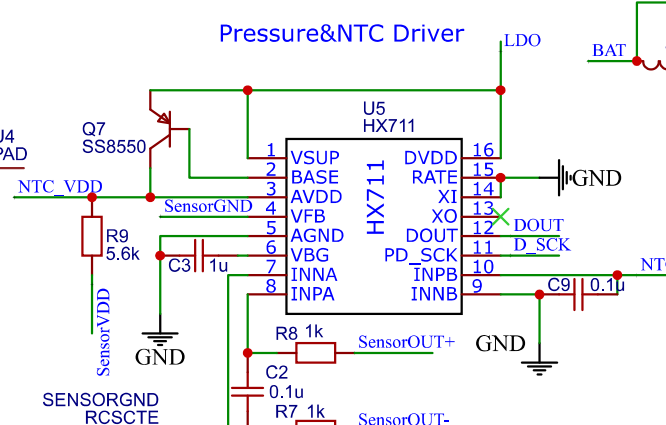 Pressure&NTC Driver
LDO
BAT
U4
PAD
Q7
SS8550
U5
HX711
HX711
1 VSUP
2 BASE
3 AVDD
4 VFB
5 AGND
6 VBG
7 INNA
8 INPA
DVDD 16
RATE 15
XI 14
XO 13
DOUT 12
PD_SCK 11
INPB 10
INNB 9
NTC_VDD
SensorGND
GND
DOUT
D_SCK
R9
5.6k
C3 1u
SensorVDD
GND
C9 0.1u
NTC
R8 1k
SensorOUT+
GND
C2
0.1u
R7 1k
SensorOUT-
SENSORGND
RCSCTE